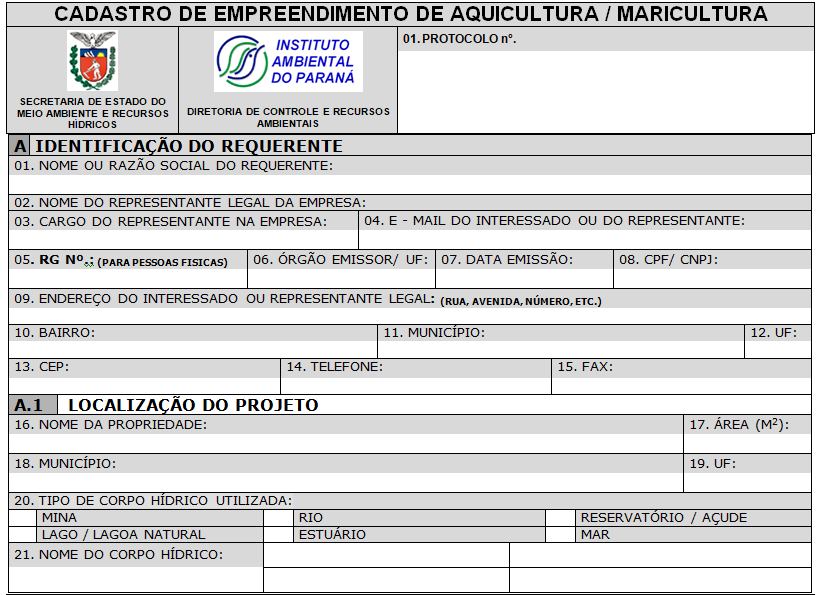 CADASTRO DE EMPREENDIMENTO DE AQUICULTURA / MARICULTURA
SECRETARIA DE ESTADO DO
MEIO AMBIENTE E RECURSOS
HÍDRICOS
INSTITUTO
AMBIENTAL
DO PARANÁ
DIRETORIA DE CONTROLE E RECURSOS
AMBIENTAIS
01. PROTOCOLO nº.
A IDENTIFICAÇÃO DO REQUERENTE
01. NOME OU RAZÃO SOCIAL DO REQUERENTE:
02. NOME DO REPRESENTANTE LEGAL DA EMPRESA:
03. CARGO DO REPRESENTANTE NA EMPRESA: 04. E - MAIL DO INTERESSADO OU DO REPRESENTANTE:
05. RG Nº.: (PARA PESSOAS FISICAS) 06. ÓRGÃO EMISSOR/ UF: 07. DATA EMISSÃO: 08. CPF/ CNPJ:
09. ENDEREÇO DO INTERESSADO OU REPRESENTANTE LEGAL: (RUA, AVENIDA, NÚMERO, ETC.)
10. BAIRRO: 11. MUNICÍPIO: 12. UF:
13. CEP: 14. TELEFONE: 15. FAX:
A.1 LOCALIZAÇÃO DO PROJETO
16. NOME DA PROPRIEDADE: 17. ÁREA (M²):
18. MUNICÍPIO: 19. UF:
20. TIPO DE CORPO HÍDRICO UTILIZADA:
MINA RIO RESERVATÓRIO / AÇUDE
LAGO / LAGOA NATURAL ESTUÁRIO MAR
21. NOME DO CORPO HÍDRICO: